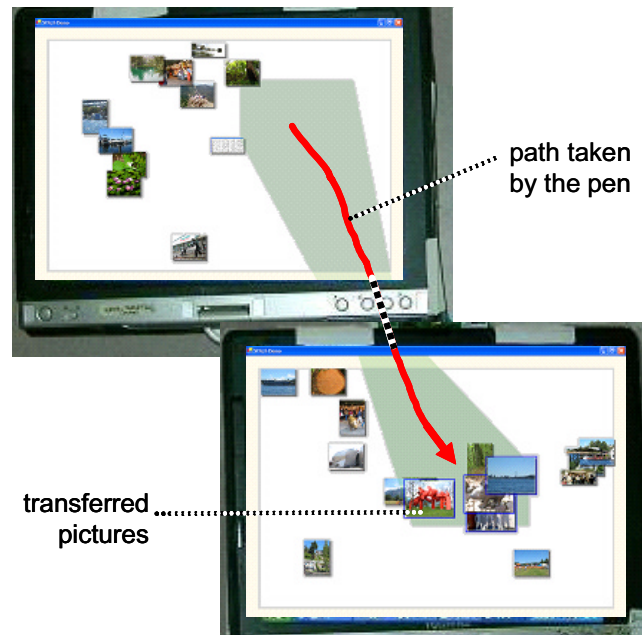 path taken
by the pen
transferred
pictures